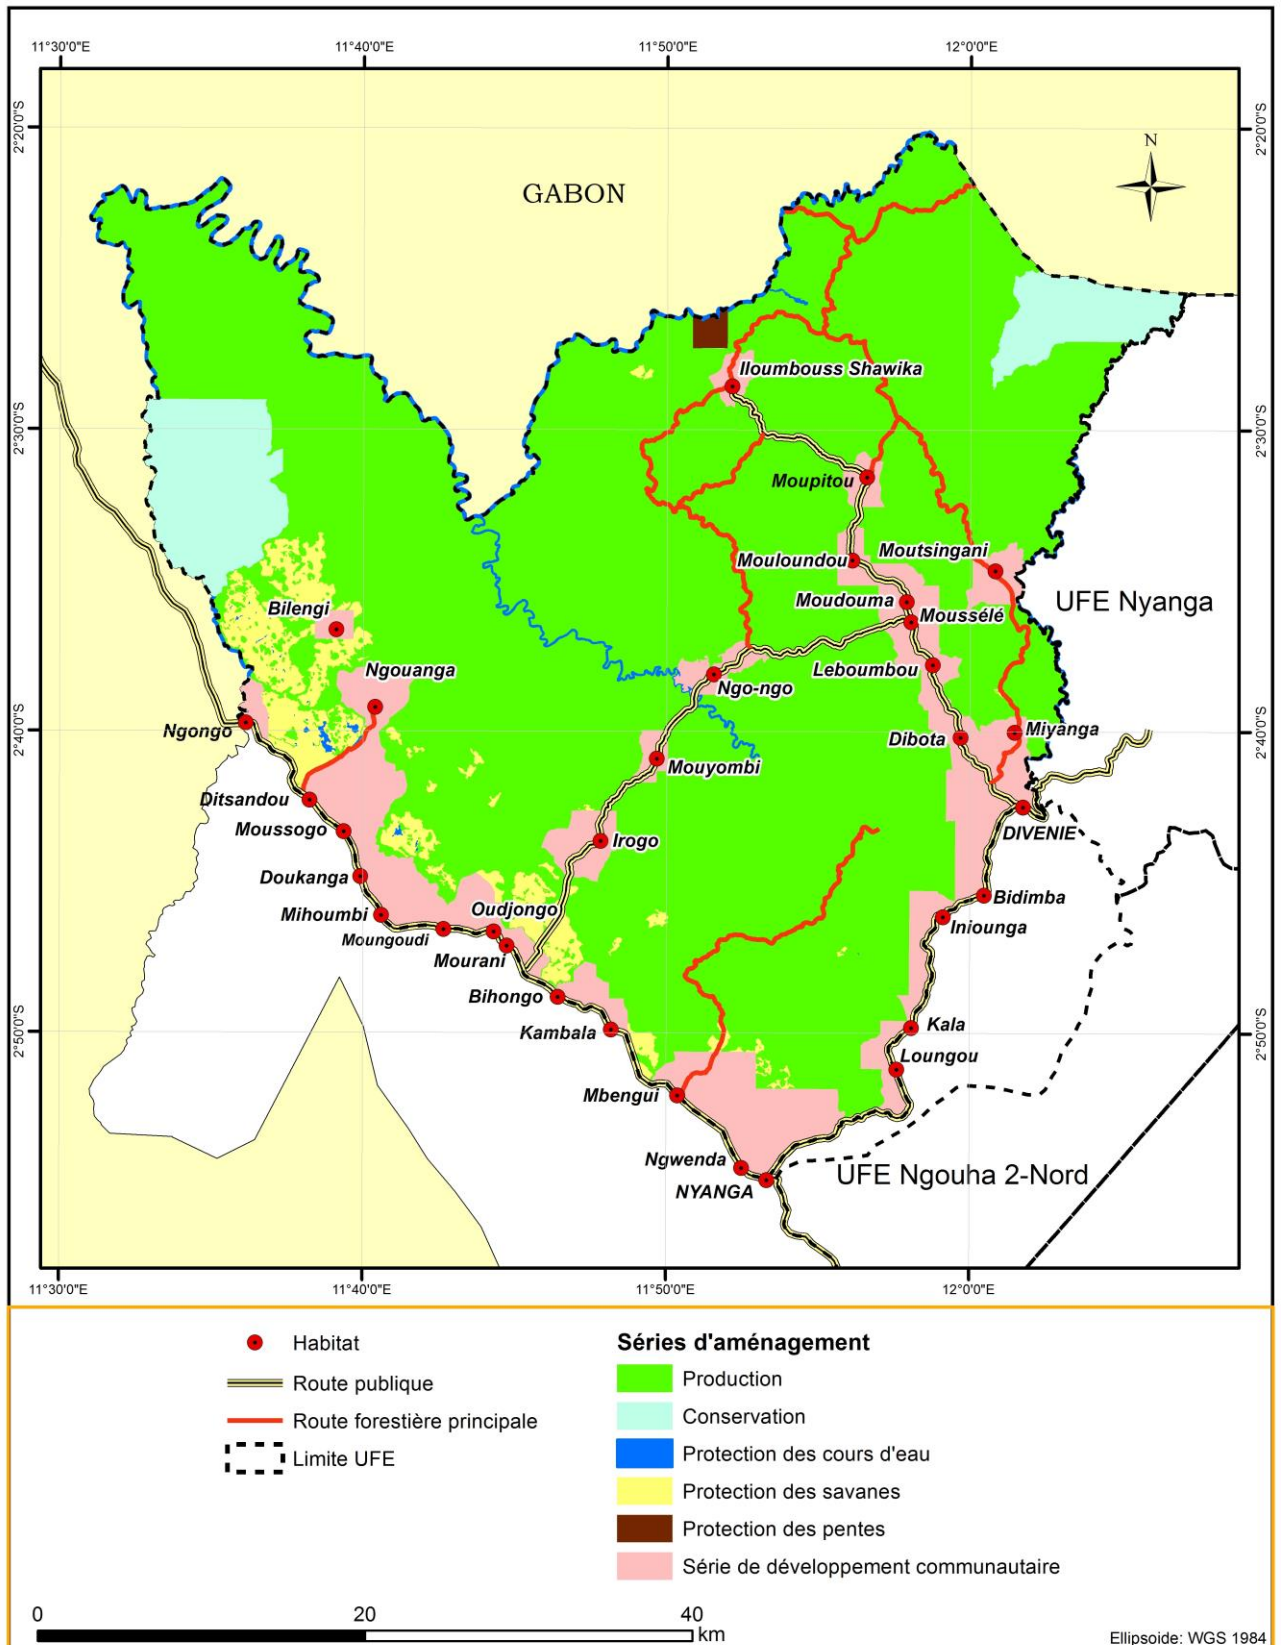 11°30'0"E
11°40'0"E
11°50'0"E
12°0'0"E
2°20'0"S
2°20'0"S
N
GABON
Iloumbouss Shawika
2°30'0"S
2°30'0"S
Moupitou
Mouloundou
Moutsingani
Moudouma
UFE Nyanga
Bilengi
Moussélé
Ngouanga
Leboumbou
Ngo-ngo
Ngongo
2°40'0"S
2°40'0"S
Dibota
Miyanga
Mouyombi
Ditsandou
Moussogo
DIVENIE
Irogo
Doukanga
Bidimba
Mihoumbi
Oudjongo
Iniounga
Moungoudi
Mourani
Bihongo
Kambala
Kala
2°50'0"S
2°50'0"S
Loungou
Mbengui
Ngwenda
UFE Ngouha 2-Nord
NYANGA
11°30'0"E
11°40'0"E
11°50'0"E
12°0'0"E
Habitat
Route publique
Route forestière principale
Limite UFE
Séries d'aménagement
Production
Conservation
Protection des cours d'eau
Protection des savanes
Protection des pentes
Série de développement communautaire
0
20
40
km
Ellipsoide: WGS 1984